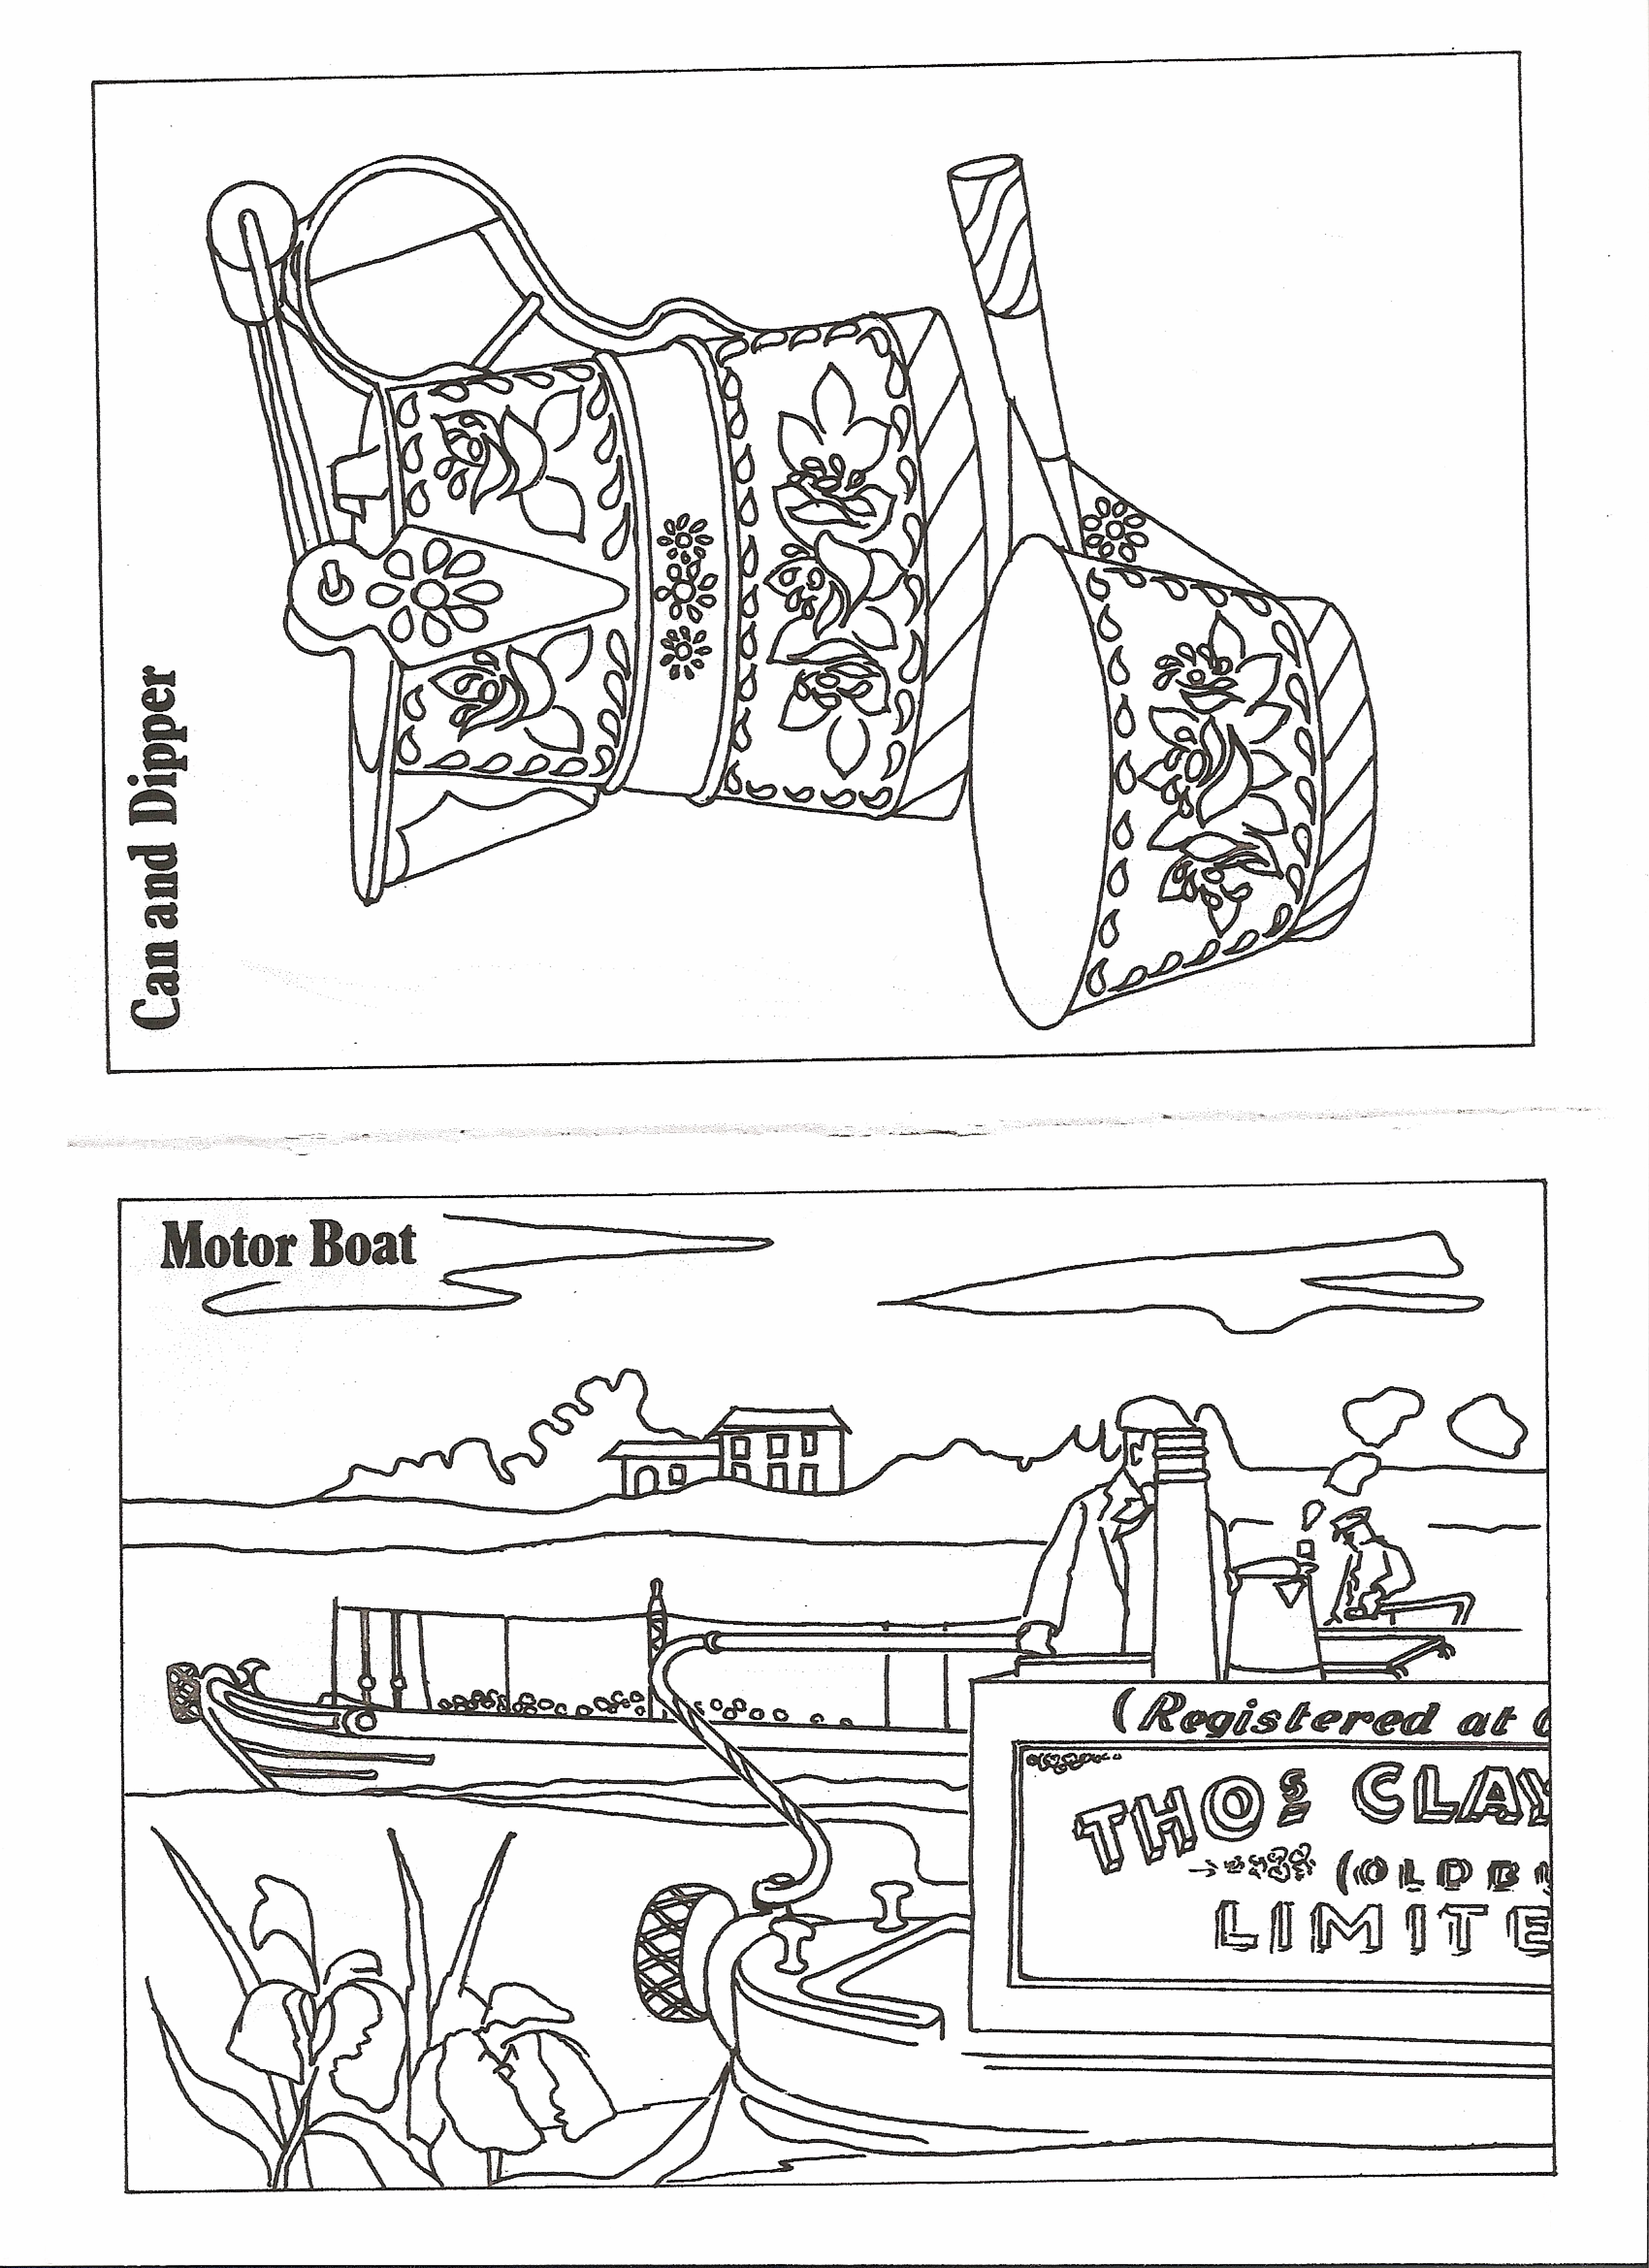 Can and Dipper
Motor Boat
(Registered at
THOS CLAY
(OLDB
LIMITE